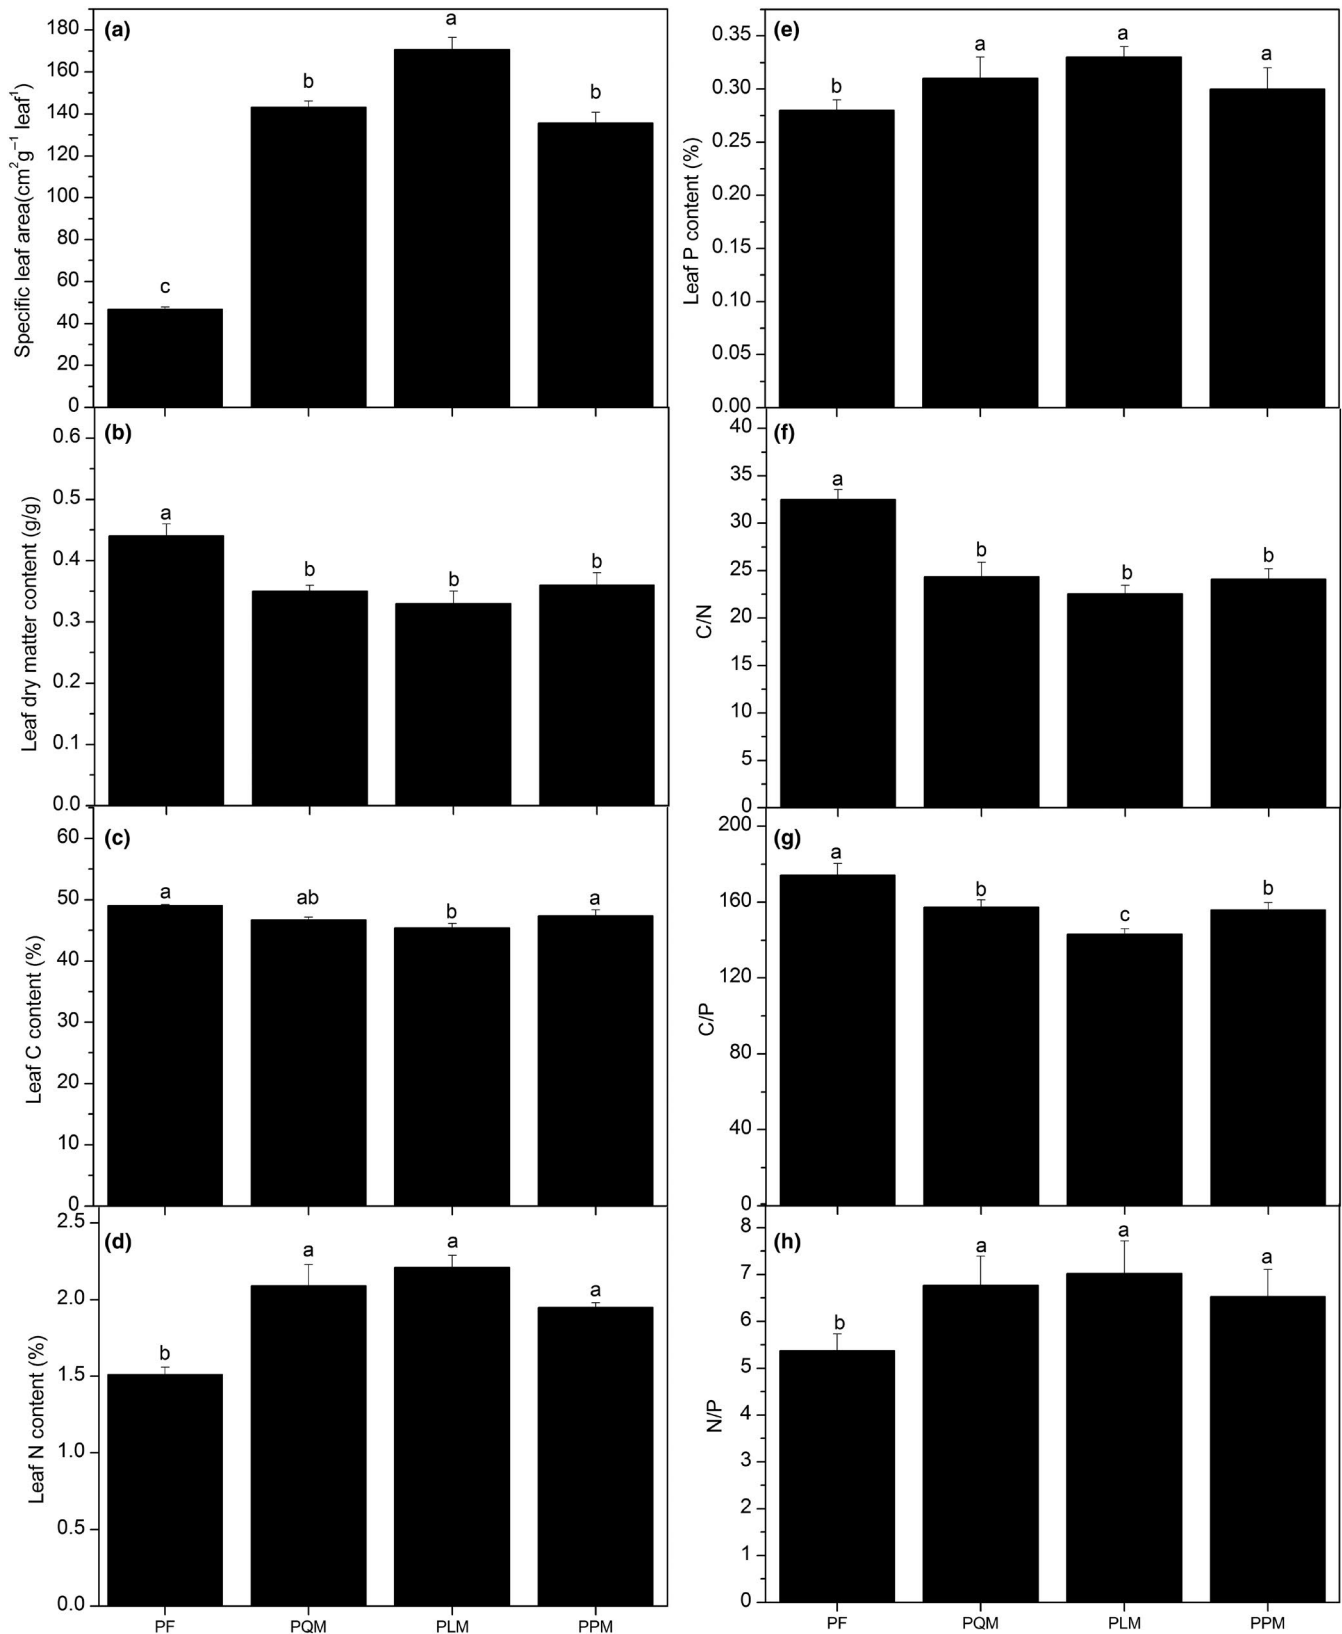 (a)
Specific leaf area(cm²g⁻¹ leaf¹)
180
160
140
120
100
80
60
40
20
0
c
b
a
b
(b)
Leaf dry matter content (g/g)
0.6
0.5
0.4
0.3
0.2
0.1
0.0
a
b
b
b
(c)
Leaf C content (%)
60
50
40
30
20
10
0
a
ab
b
a
(d)
Leaf N content (%)
2.5
2.0
1.5
1.0
0.5
0.0
b
a
a
a
PF PQM PLM PPM
(e)
Leaf P content (%)
0.35
0.30
0.25
0.20
0.15
0.10
0.05
0.00
b
a
a
a
(f)
C/N
40
35
30
25
20
15
10
5
0
a
b
b
b
(g)
C/P
200
160
120
80
40
0
a
b
c
b
(h)
N/P
8
7
6
5
4
3
2
1
0
b
a
a
a
PF PQM PLM PPM